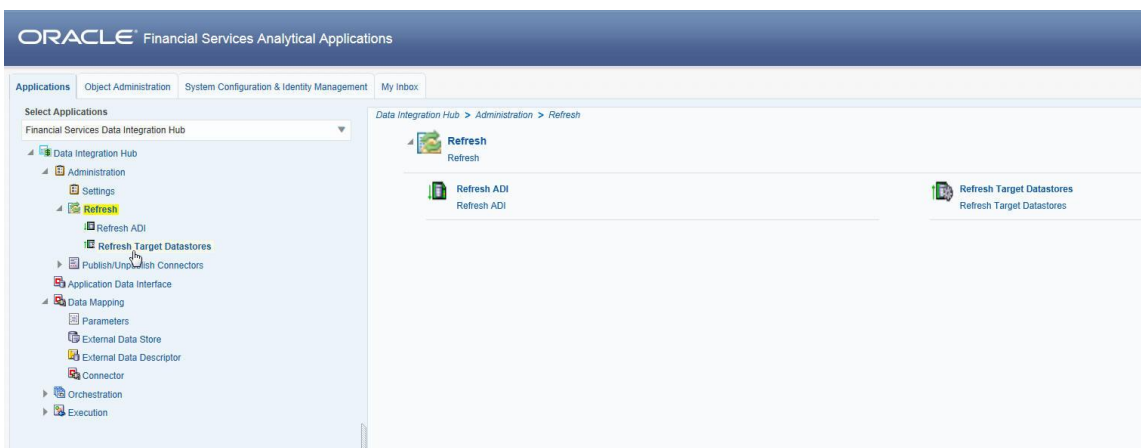 ORACLE® Financial Services Analytical Applications
Applications Object Administration System Configuration & Identity Management My Inbox
Select Applications
Financial Services Data Integration Hub
Data Integration Hub
Administration
Settings
Refresh
Refresh ADI
Refresh Target Datastores
Publish/Unpublish Connectors
Application Data Interface
Data Mapping
Parameters
External Data Store
External Data Descriptor
Connector
Orchestration
Execution
Data Integration Hub > Administration > Refresh
Refresh
Refresh
Refresh ADI
Refresh ADI
Refresh Target Datastores
Refresh Target Datastores